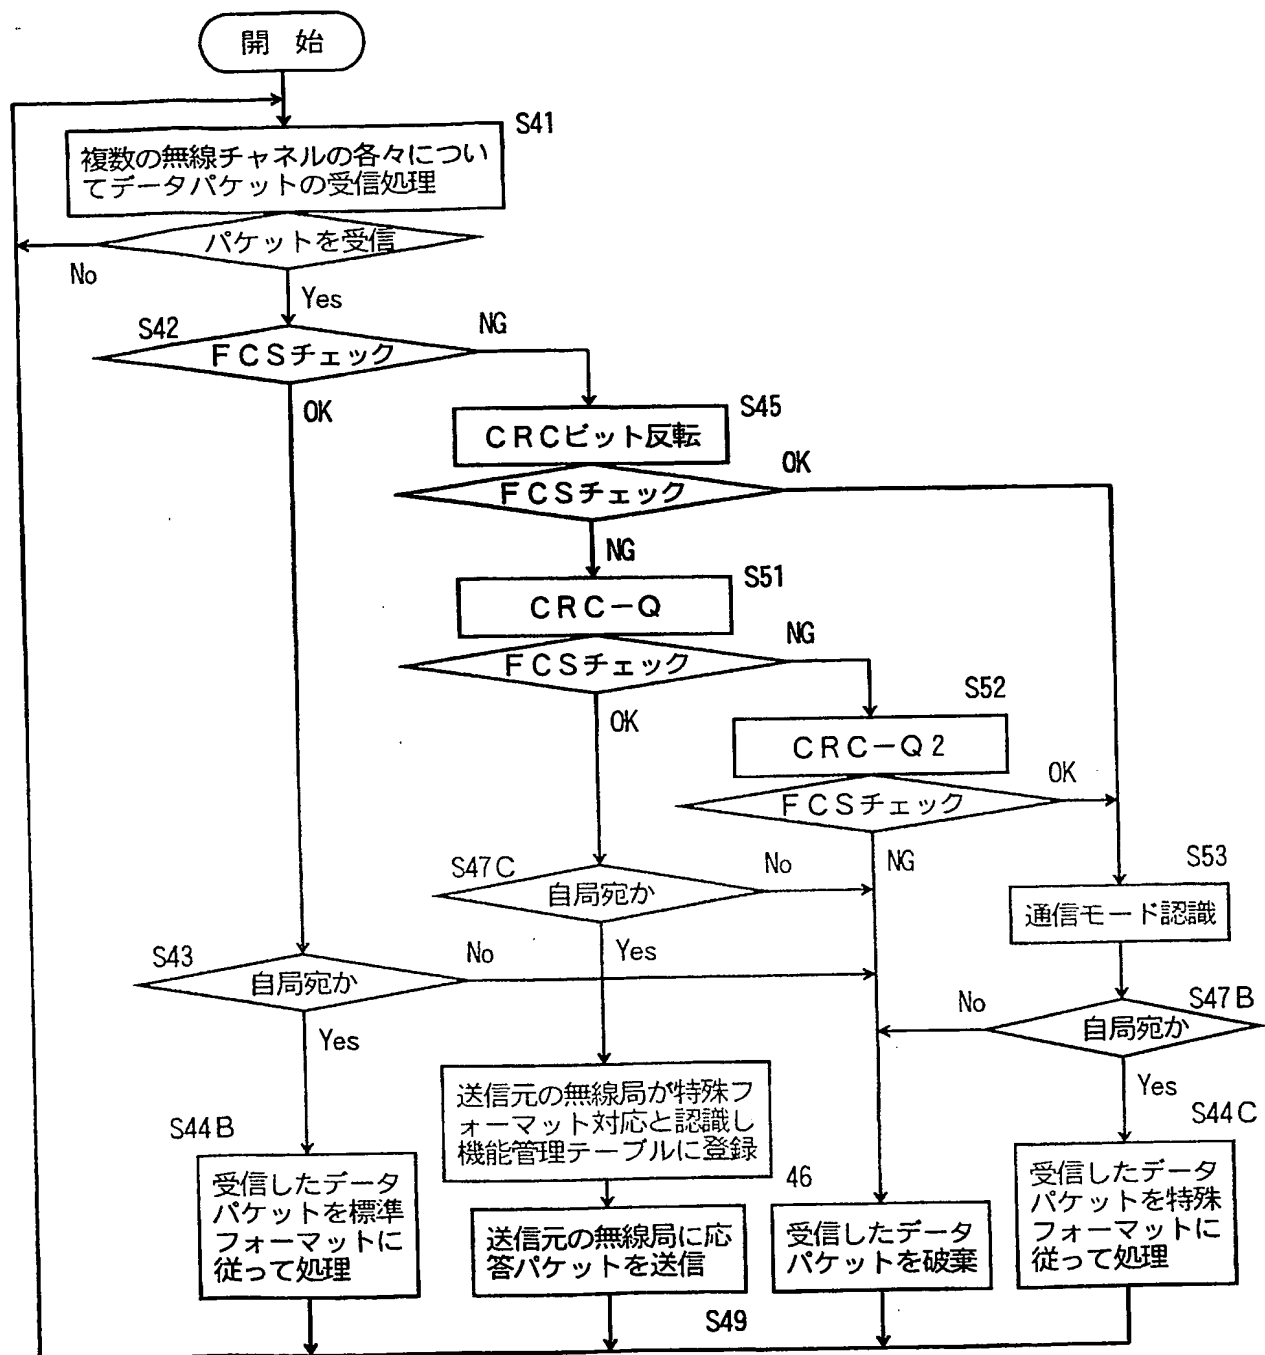 開 始
S41
複数の無線チャネルの各々につい
てデータパケットの受信処理
パケットを受信
No
Yes
S42
FCSチェック
NG
OK
S45
CRCビット反転
FCSチェック
OK
NG
S51
CRC-Q
FCSチェック
NG
OK
S52
CRC-Q2
FCSチェック
OK
NG
S47C
自局宛か
No
Yes
S53
通信モード認識
S43
自局宛か
No
Yes
S47B
自局宛か
No
Yes
送信元の無線局が特殊フ
ォーマット対応と認識し
機能管理テーブルに登録
S44B
受信したデータ
パケットを標準
フォーマットに
従って処理
送信元の無線局に応
答パケットを送信
S49
46
受信したデータ
パケットを破棄
S44C
受信したデータ
パケットを特殊
フォーマットに
従って処理